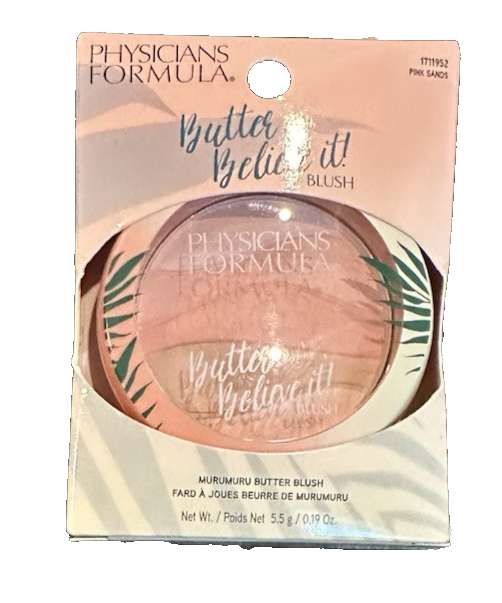 PHYSICIANS
FORMULA®
1711952
PINK SANDS
Butter
Believe it!
BLUSH
PHYSICIANS
FORMULA
Butter
Believe it!
BLUSH
MURUMURU BUTTER BLUSH
FARD À JOUES BEURRE DE MURUMURU
Net Wt. / Poids Net 5.5 g / 0.19 Oz.